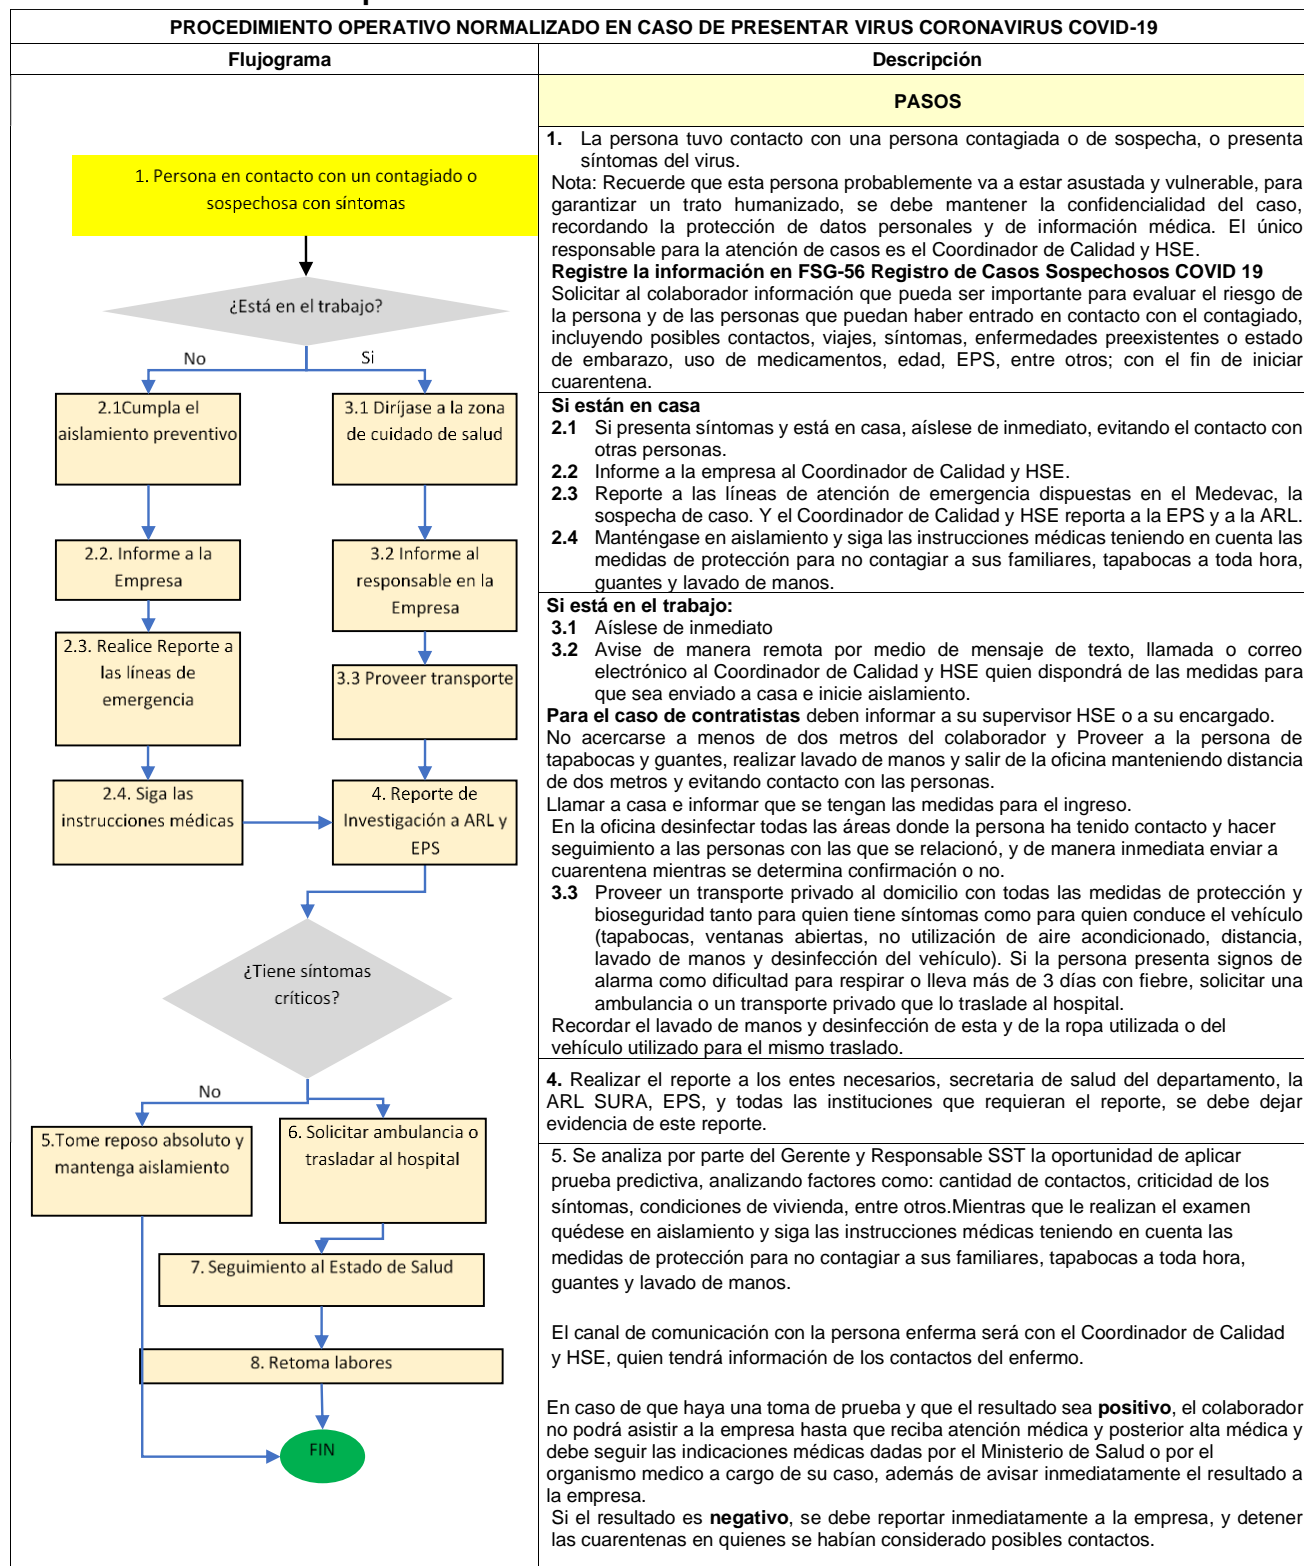 PROCEDIMIENTO OPERATIVO NORMALIZADO EN CASO DE PRESENTAR VIRUS CORONAVIRUS COVID-19
Flujograma
Descripción
PASOS
1. Persona en contacto con un contagiado o
sospechosa con síntomas
¿Está en el trabajo?
No
Si
2.1Cumpla el
aislamiento preventivo
3.1 Diríjase a la zona
de cuidado de salud
2.2. Informe a la
Empresa
3.2 Informe al
responsable en la
Empresa
2.3. Realice Reporte a
las líneas de
emergencia
3.3 Proveer transporte
2.4. Siga las
instrucciones médicas
4. Reporte de
Investigación a ARL y
EPS
¿Tiene síntomas
críticos?
No
5.Tome reposo absoluto y
mantenga aislamiento
6. Solicitar ambulancia o
trasladar al hospital
7. Seguimiento al Estado de Salud
8. Retoma labores
FIN
1. La persona tuvo contacto con una persona contagiada o de sospecha, o presenta
síntomas del virus.
Nota: Recuerde que esta persona probablemente va a estar asustada y vulnerable, para
garantizar un trato humanizado, se debe mantener la confidencialidad del caso,
recordando la protección de datos personales y de información médica. El único
responsable para la atención de casos es el Coordinador de Calidad y HSE.
Registre la información en FSG-56 Registro de Casos Sospechosos COVID 19
Solicitar al colaborador información que pueda ser importante para evaluar el riesgo de
la persona y de las personas que puedan haber entrado en contacto con el contagiado,
incluyendo posibles contactos, viajes, síntomas, enfermedades preexistentes o estado
de embarazo, uso de medicamentos, edad, EPS, entre otros; con el fin de iniciar
cuarentena.
Si están en casa
2.1 Si presenta síntomas y está en casa, aíslese de inmediato, evitando el contacto con
otras personas.
2.2 Informe a la empresa al Coordinador de Calidad y HSE.
2.3 Reporte a las líneas de atención de emergencia dispuestas en el Medevac, la
sospecha de caso. Y el Coordinador de Calidad y HSE reporta a la EPS y a la ARL.
2.4 Manténgase en aislamiento y siga las instrucciones médicas teniendo en cuenta las
medidas de protección para no contagiar a sus familiares, tapabocas a toda hora,
guantes y lavado de manos.
Si está en el trabajo:
3.1 Aíslese de inmediato
3.2 Avise de manera remota por medio de mensaje de texto, llamada o correo
electrónico al Coordinador de Calidad y HSE quien dispondrá de las medidas para
que sea enviado a casa e inicie aislamiento.
Para el caso de contratistas deben informar a su supervisor HSE o a su encargado.
No acercarse a menos de dos metros del colaborador y Proveer a la persona de
tapabocas y guantes, realizar lavado de manos y salir de la oficina manteniendo distancia
de dos metros y evitando contacto con las personas.
Llamar a casa e informar que se tengan las medidas para el ingreso.
En la oficina desinfectar todas las áreas donde la persona ha tenido contacto y hacer
seguimiento a las personas con las que se relacionó, y de manera inmediata enviar a
cuarentena mientras se determina confirmación o no.
3.3 Proveer un transporte privado al domicilio con todas las medidas de protección y
bioseguridad tanto para quien tiene síntomas como para quien conduce el vehículo
(tapabocas, ventanas abiertas, no utilización de aire acondicionado, distancia,
lavado de manos y desinfección del vehículo). Si la persona presenta signos de
alarma como dificultad para respirar o lleva más de 3 días con fiebre, solicitar una
ambulancia o un transporte privado que lo traslade al hospital.
Recordar el lavado de manos y desinfección de esta y de la ropa utilizada o del
vehículo utilizado para el mismo traslado.
4. Realizar el reporte a los entes necesarios, secretaria de salud del departamento, la
ARL SURA, EPS, y todas las instituciones que requieran el reporte, se debe dejar
evidencia de este reporte.
5. Se analiza por parte del Gerente y Responsable SST la oportunidad de aplicar
prueba predictiva, analizando factores como: cantidad de contactos, criticidad de los
síntomas, condiciones de vivienda, entre otros.Mientras que le realizan el examen
quédese en aislamiento y siga las instrucciones médicas teniendo en cuenta las
medidas de protección para no contagiar a sus familiares, tapabocas a toda hora,
guantes y lavado de manos.
El canal de comunicación con la persona enferma será con el Coordinador de Calidad
y HSE, quien tendrá información de los contactos del enfermo.
En caso de que haya una toma de prueba y que el resultado sea positivo, el colaborador
no podrá asistir a la empresa hasta que reciba atención médica y posterior alta médica y
debe seguir las indicaciones médicas dadas por el Ministerio de Salud o por el
organismo medico a cargo de su caso, además de avisar inmediatamente el resultado a
la empresa.
Si el resultado es negativo, se debe reportar inmediatamente a la empresa, y detener
las cuarentenas en quienes se habían considerado posibles contactos.